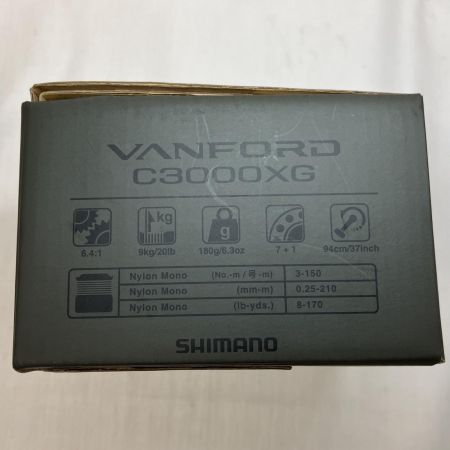 VANFORD
C3000XG
kg
g
6.4:1 9kg/20lb 180g/6.3oz 7 + 1 94cm/37inch
Nylon Mono (No.-m / 号 -m) 3-150
Nylon Mono (mm-m) 0.25-210
Nylon Mono (lb-yds.) 8-170
SHIMANO